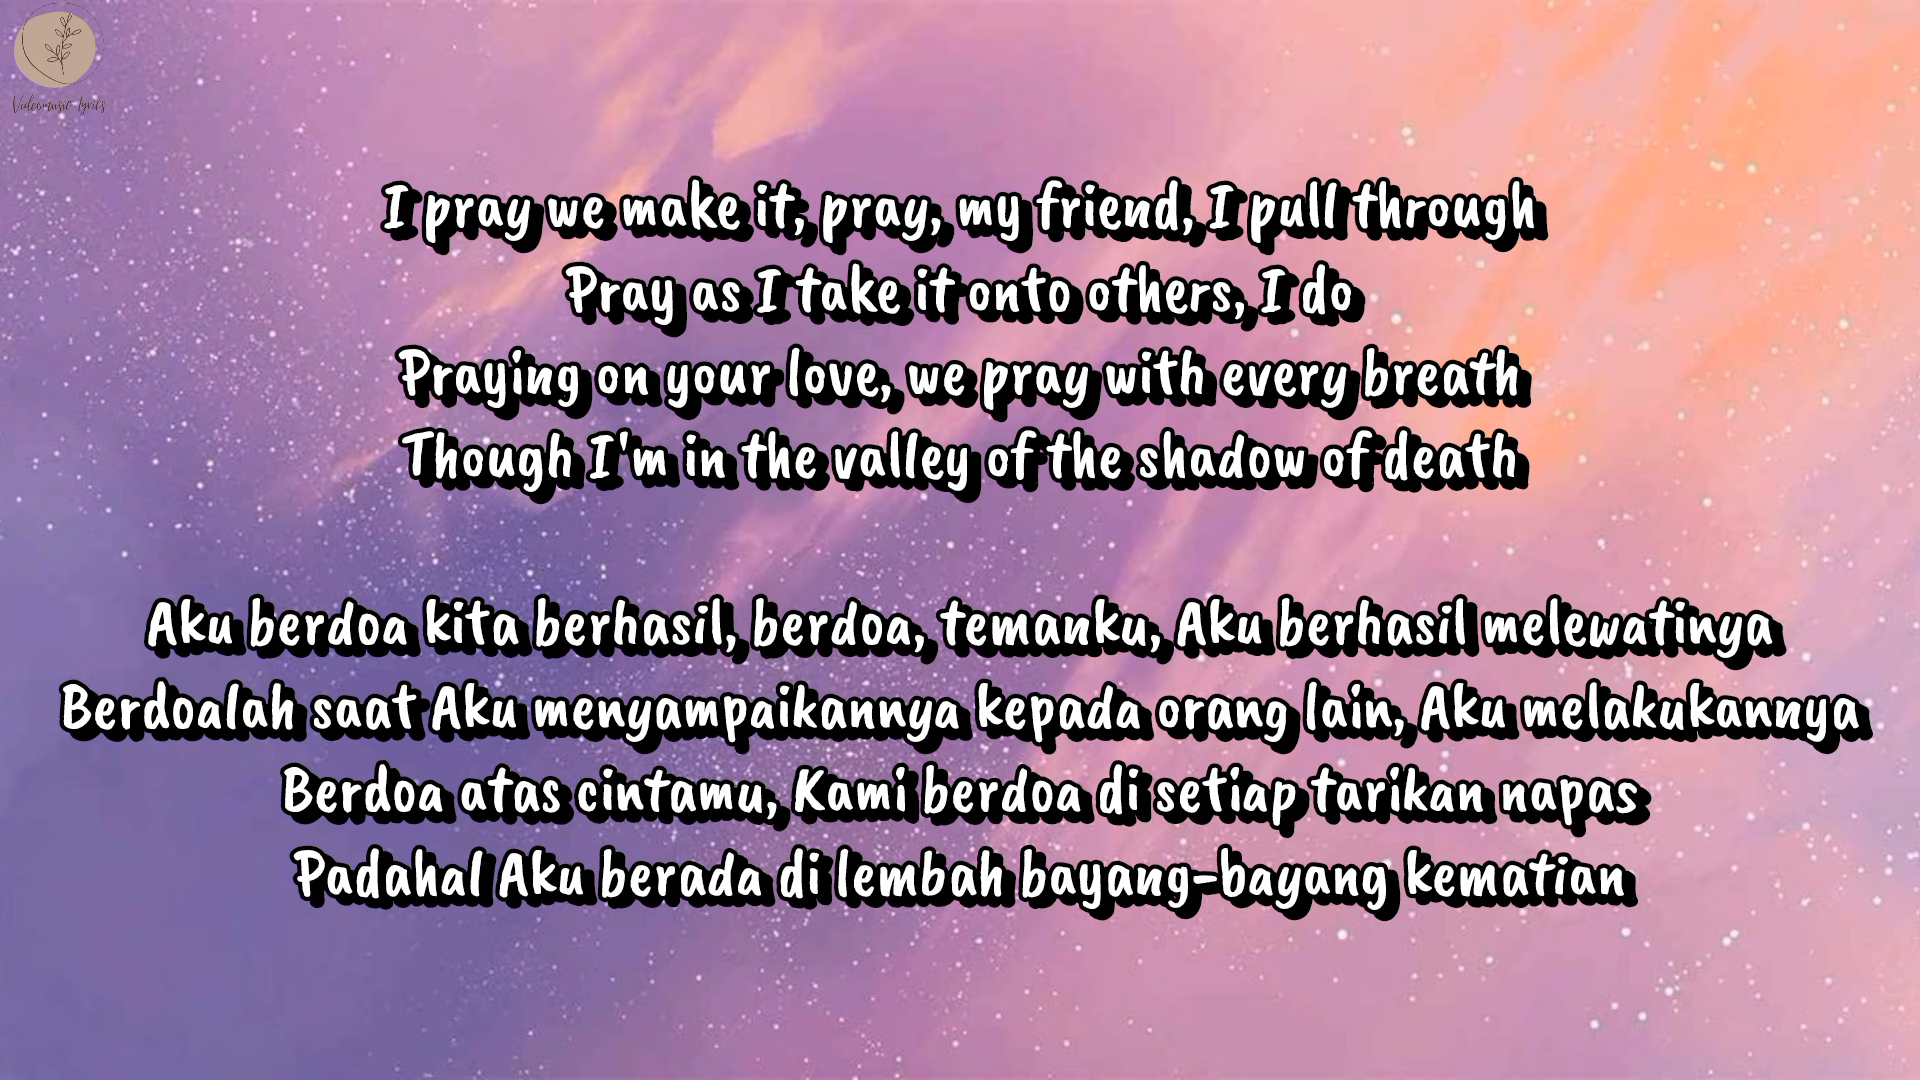 Videomusic lyrics
I pray we make it, pray, my friend, I pull through
Pray as I take it onto others, I do
Praying on your love, we pray with every breath
Though I'm in the valley of the shadow of death
Aku berdoa kita berhasil, berdoa, temanku, Aku berhasil melewatinya
Berdoalah saat Aku menyampaikannya kepada orang lain, Aku melakukannya
Berdoa atas cintamu, Kami berdoa di setiap tarikan napas
Padahal Aku berada di lembah bayang-bayang kematian